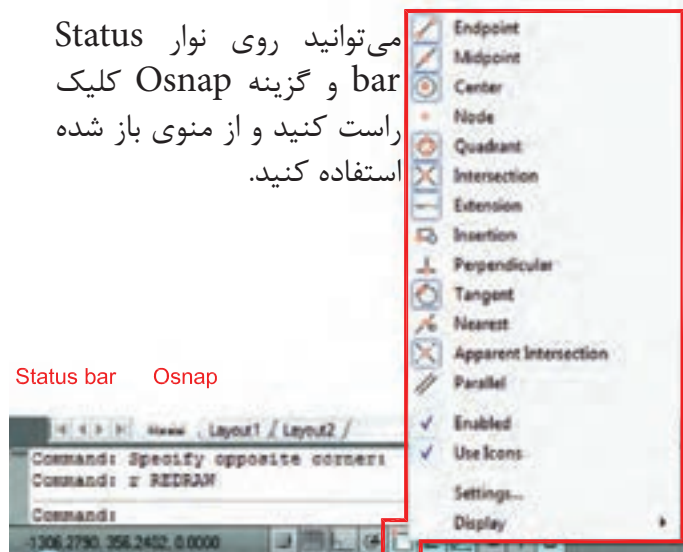 می‌توانید روی نوار Status
bar و گزینه Osnap کلیک
راست کنید و از منوی باز شده
استفاده کنید.
Endpoint
Midpoint
Center
Node
Quadrant
Intersection
Extension
Insertion
Perpendicular
Tangent
Nearest
Apparent Intersection
Parallel
Enabled
Use Icons
Settings...
Display
Status bar Osnap
Model Layout1 Layout2
Command: Specify opposite corner:
Command: r REDRAW
Command:
-1306.2790, 356.2402, 0.0000